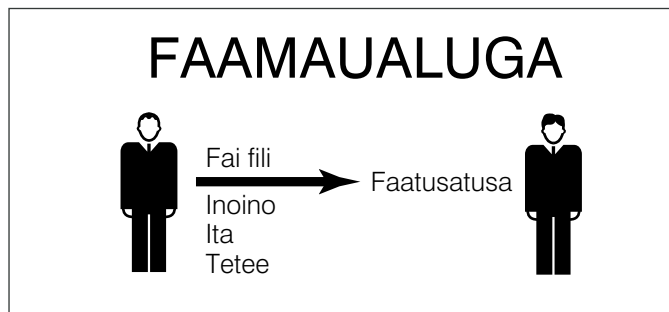 FAAMAUALUGA
Fai fili
Faatusatusa
Inoino
Ita
Tetee